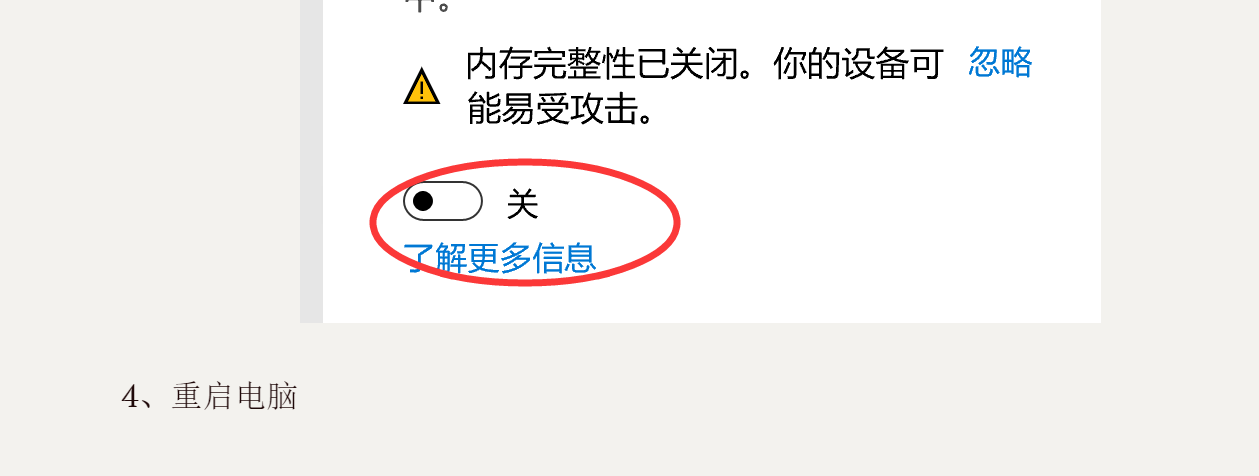 内存完整性已关闭。你的设备可 忽略
能易受攻击。
关
了解更多信息
4、重启电脑